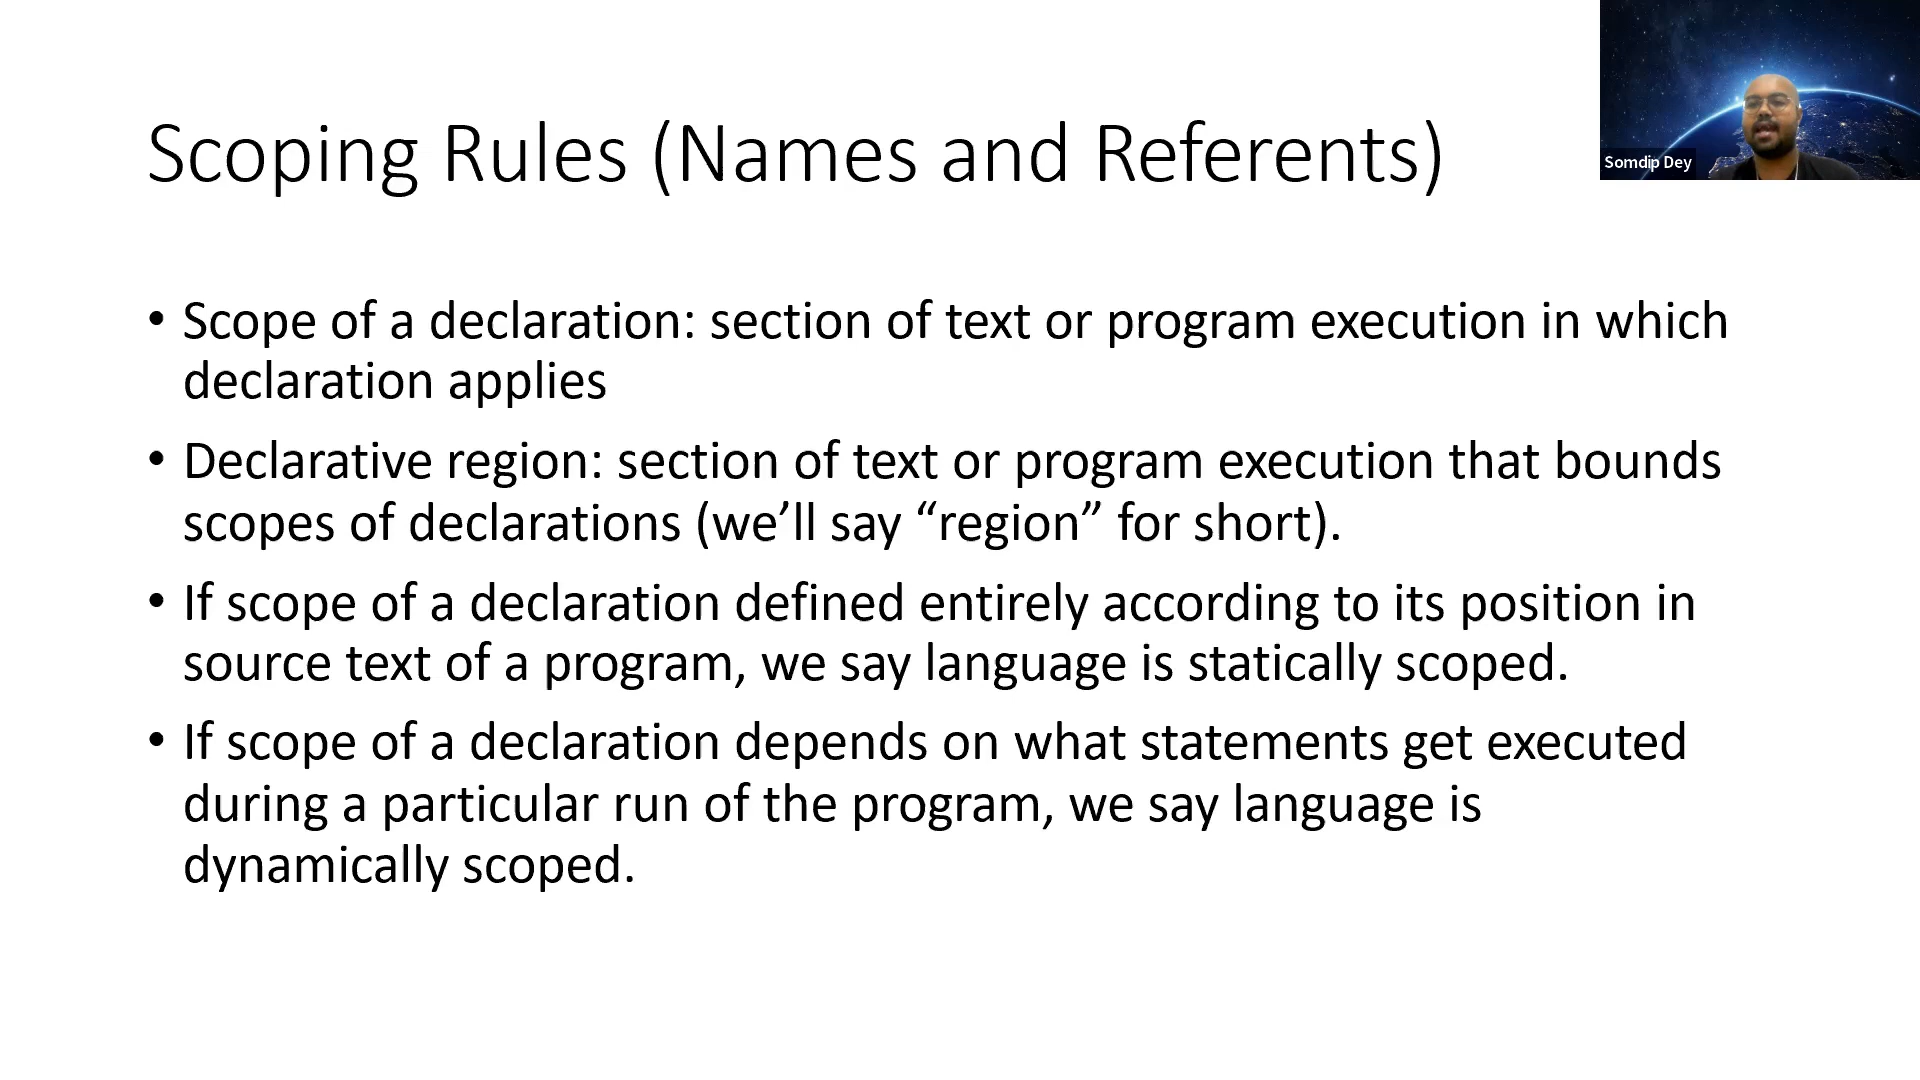 Scoping Rules (Names and Referents)
Somdip Dey
• Scope of a declaration: section of text or program execution in which
declaration applies
• Declarative region: section of text or program execution that bounds
scopes of declarations (we’ll say “region” for short).
• If scope of a declaration defined entirely according to its position in
source text of a program, we say language is statically scoped.
• If scope of a declaration depends on what statements get executed
during a particular run of the program, we say language is
dynamically scoped.